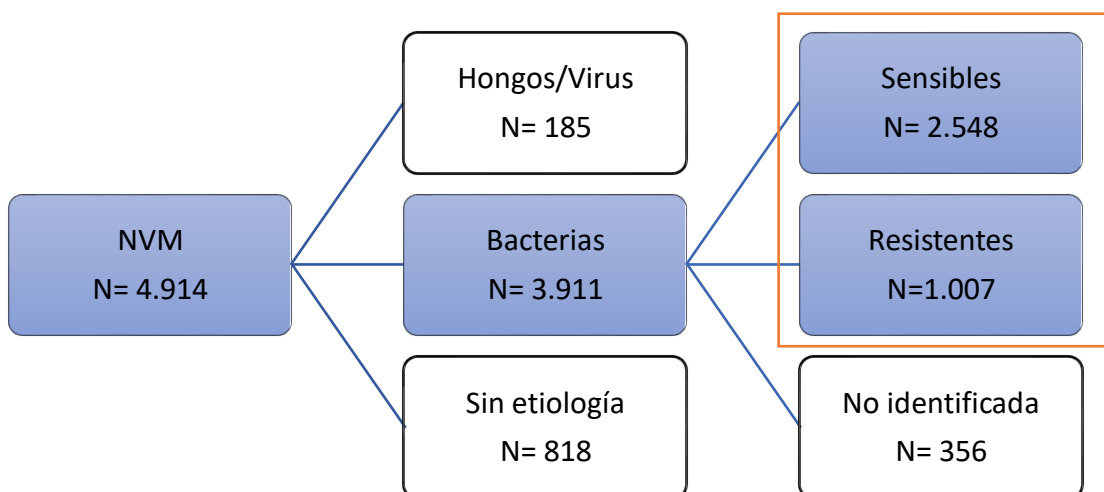 NVM
N= 4.914
Hongos/Virus
N= 185
Bacterias
N= 3.911
Sin etiología
N= 818
Sensibles
N= 2.548
Resistentes
N=1.007
No identificada
N= 356